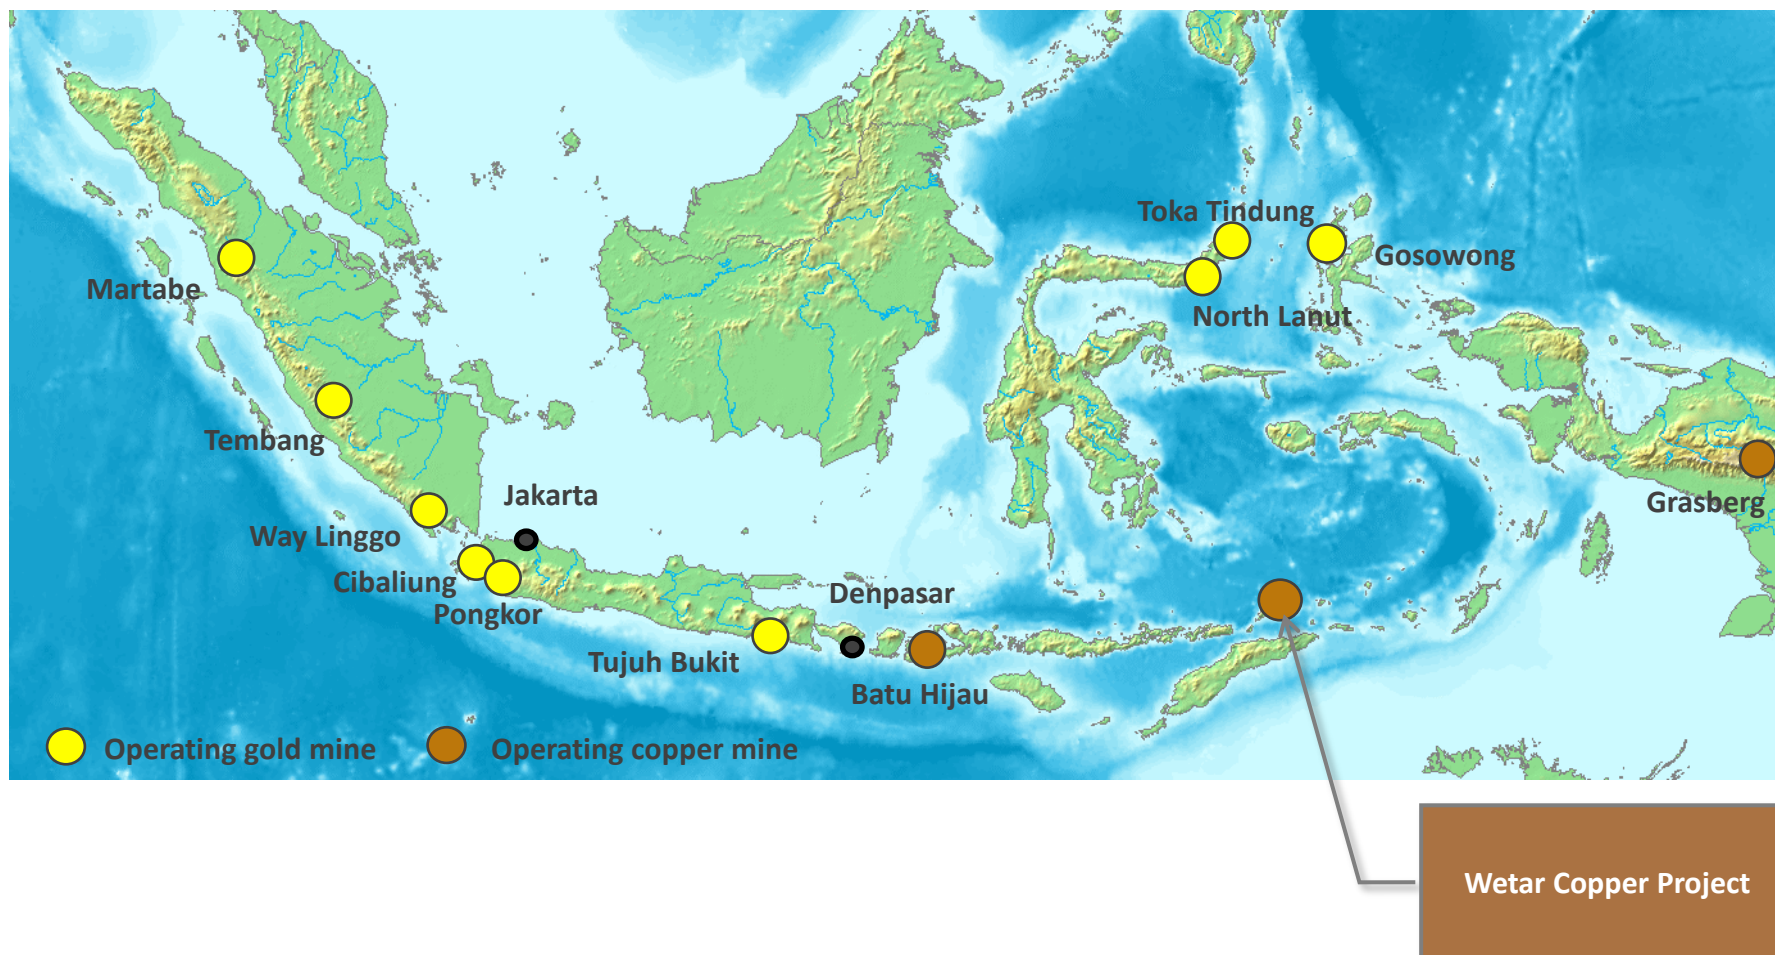 Toka Tindung
Gosowong
Martabe
North Lanut
Tembang
Jakarta
Grasberg
Way Linggo
Cibaliung
Denpasar
Pongkor
Tujuh Bukit
Batu Hijau
Operating gold mine
Operating copper mine
Wetar Copper Project